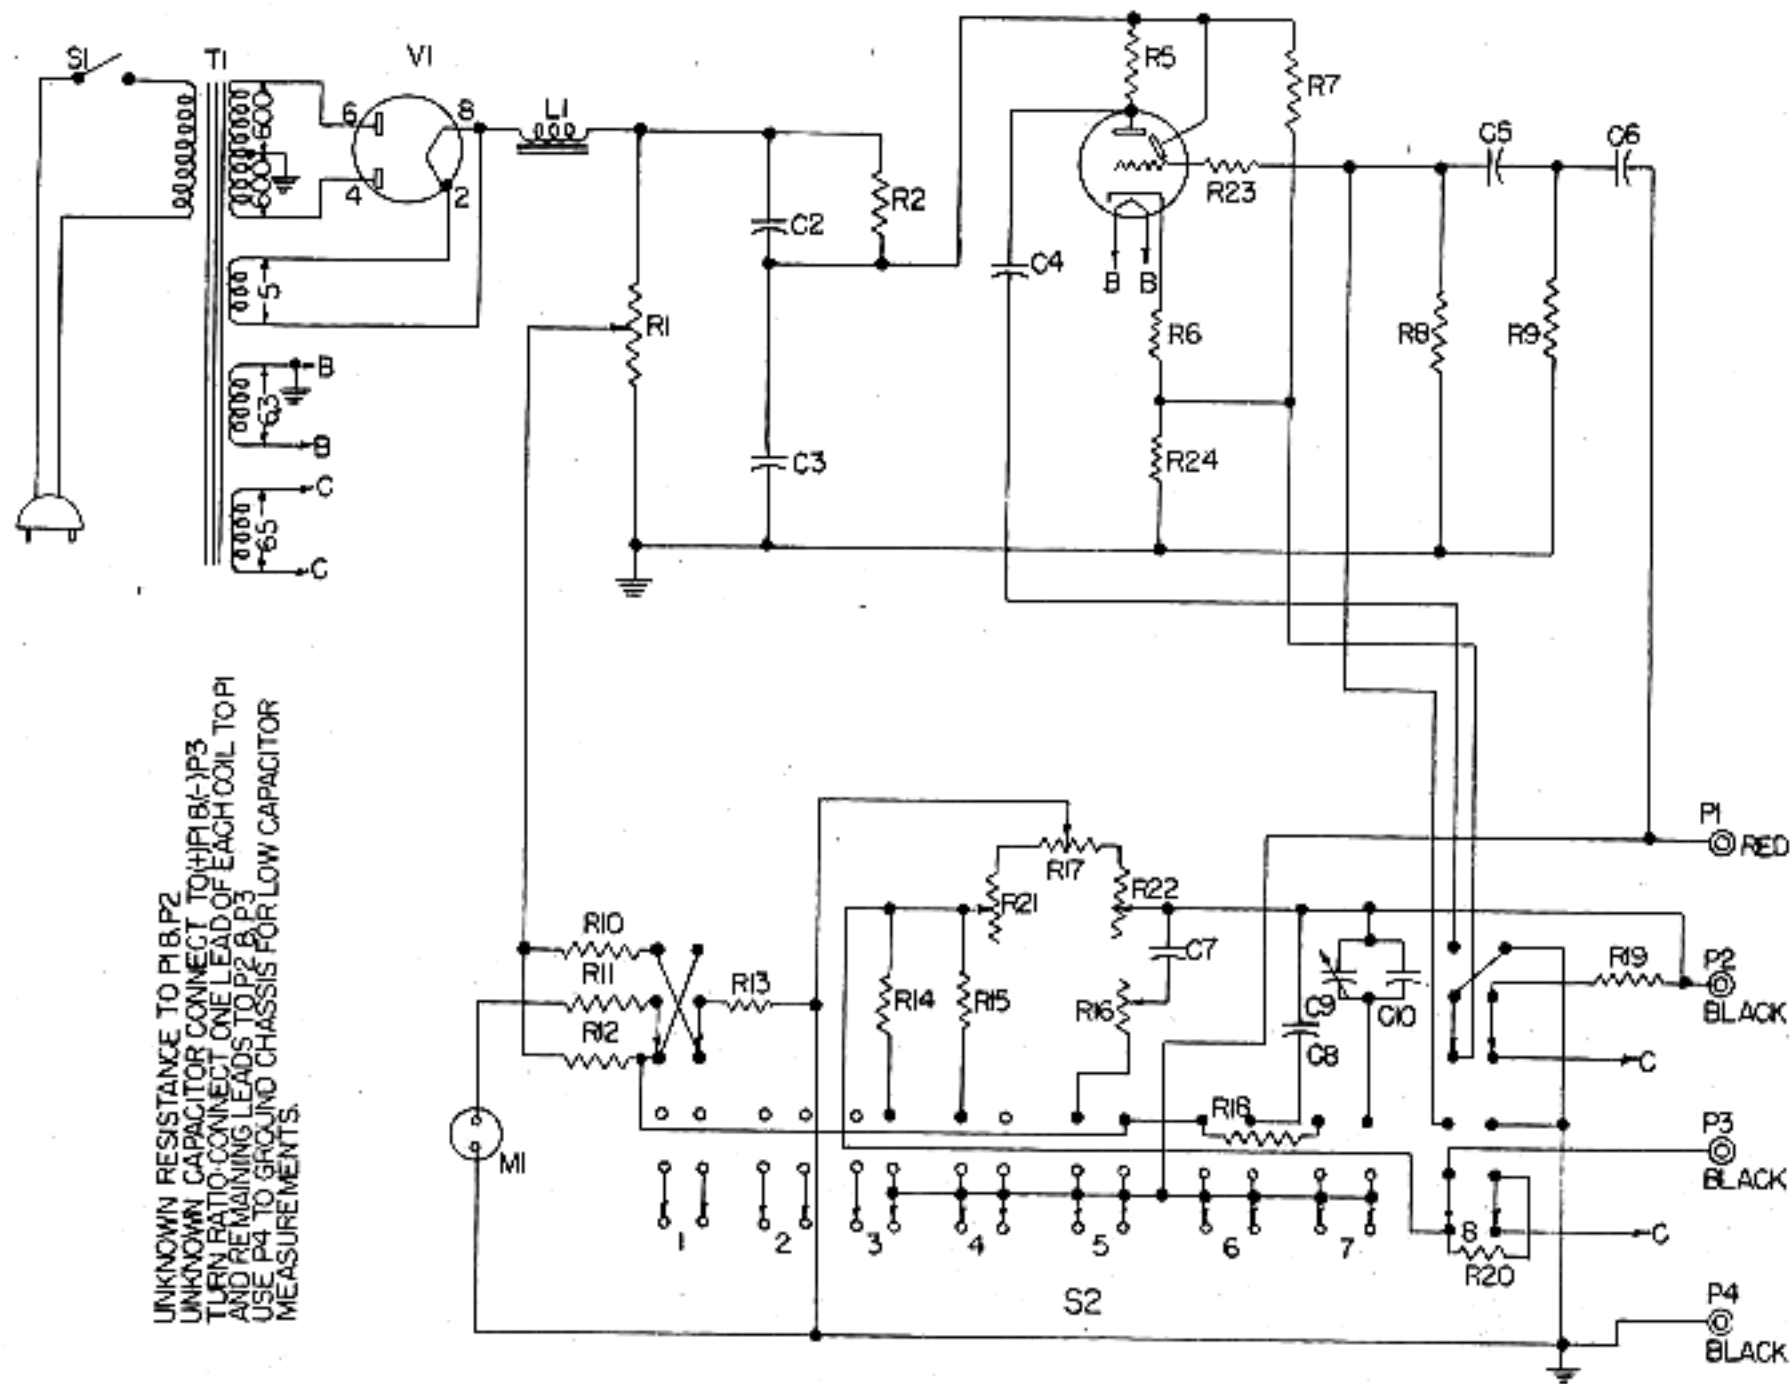 S1
T1
V1
600
600
6
4
8
2
5
B
63
B
C
65
C
L1
R1
C2
R2
C3
R5
R7
C4
B B
R23
R6
R24
C5
C6
R8
R9
UNKNOWN RESISTANCE TO P1 & P2
UNKNOWN CAPACITOR CONNECT TO(+)P1 &(-)P3
TURN RATIO-CONNECT ONE LEAD OF EACH COIL TO P1
AND REMAINING LEADS TO P2 & P3
USE P4 TO GROUND CHASSIS FOR LOW CAPACITOR
MEASUREMENTS.
R10
R11
R12
R13
M1
R17
R21
R22
R14
R15
R16
C7
C9
C8
C10
R18
R19
P1
RED
P2
BLACK
C
P3
BLACK
C
1
2
3
4
5
6
7
8
R20
S2
P4
BLACK